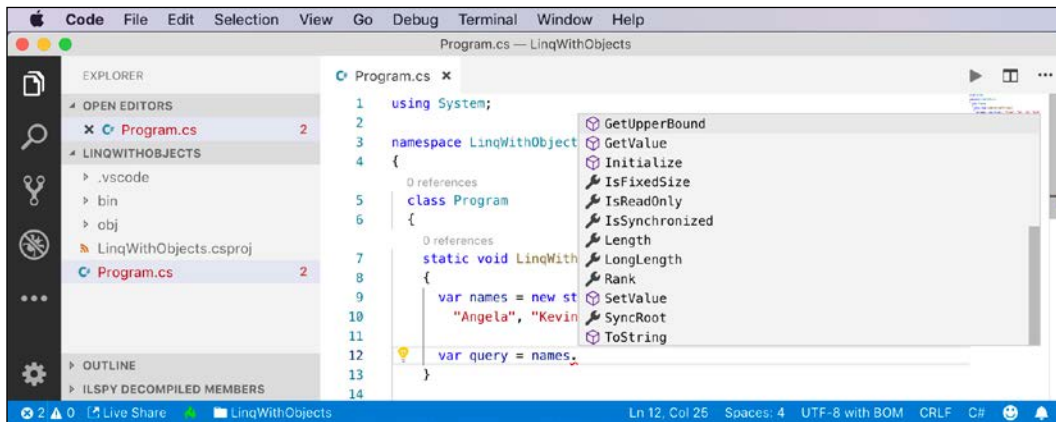 Code File Edit Selection View Go Debug Terminal Window Help
Program.cs — LinqWithObjects
EXPLORER
OPEN EDITORS
Program.cs 2
LINQWITHOBJECTS
.vscode
bin
obj
LinqWithObjects.csproj
Program.cs 2
OUTLINE
ILSPY DECOMPILED MEMBERS
Program.cs
1 using System;
2
3 namespace LinqWithObject
4 {
0 references
5 class Program
6 {
0 references
7 static void LinqWith
8 {
9 var names = new st
10 "Angela", "Kevin
11
12 var query = names.
13 }
14
GetUpperBound
GetValue
Initialize
IsFixedSize
IsReadOnly
IsSynchronized
Length
LongLength
Rank
SetValue
SyncRoot
ToString
2 0 Live Share LinqWithObjects Ln 12, Col 25 Spaces: 4 UTF-8 with BOM CRLF C#